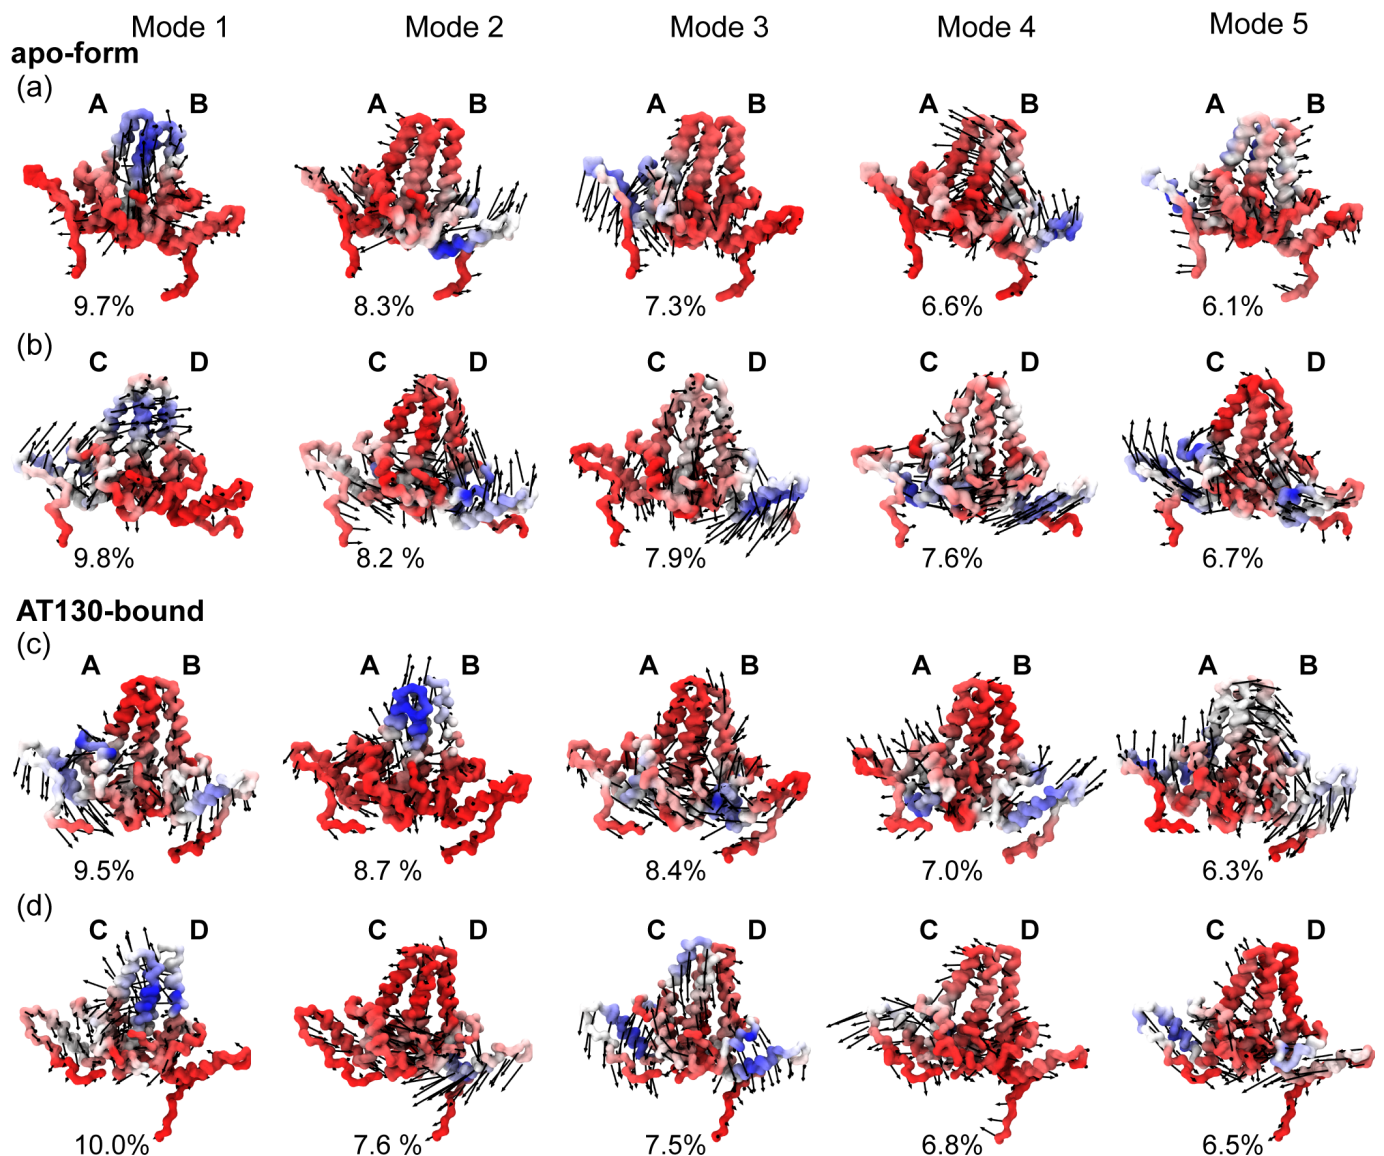 Mode 1 Mode 2 Mode 3 Mode 4 Mode 5
apo-form
(a)
A B A B A B A B A B
9.7% 8.3% 7.3% 6.6% 6.1%
(b)
C D C D C D C D C D
9.8% 8.2 % 7.9% 7.6% 6.7%
AT130-bound
(c)
A B A B A B A B A B
9.5% 8.7 % 8.4% 7.0% 6.3%
(d)
C D C D C D C D C D
10.0% 7.6 % 7.5% 6.8% 6.5%